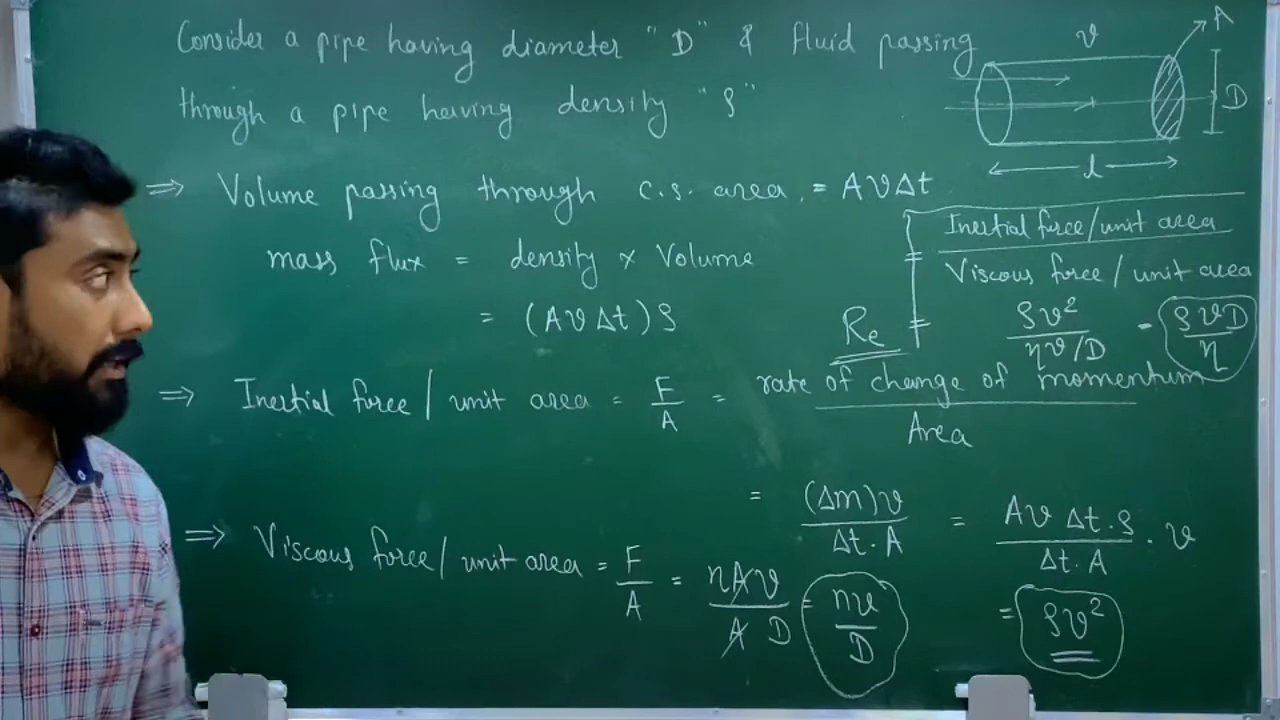 Consider a pipe having diameter "D" & fluid passing
through a pipe having density "ρ"
v
A
D
l
⇒ Volume passing through c.s. area. = AvΔt
mass flux = density × Volume
= (AvΔt)ρ
Re = Inertial force/unit area / Viscous force/unit area
= ρv² / ηv/D = ρvD / η
⇒ Inertial force/unit area = F/A = rate of change of momentum / Area
= (Δm)v / Δt.A = AvΔt.ρ / Δt.A . v
= ρv²
⇒ Viscous force/unit area = F/A = ηAv / A D = ηv / D